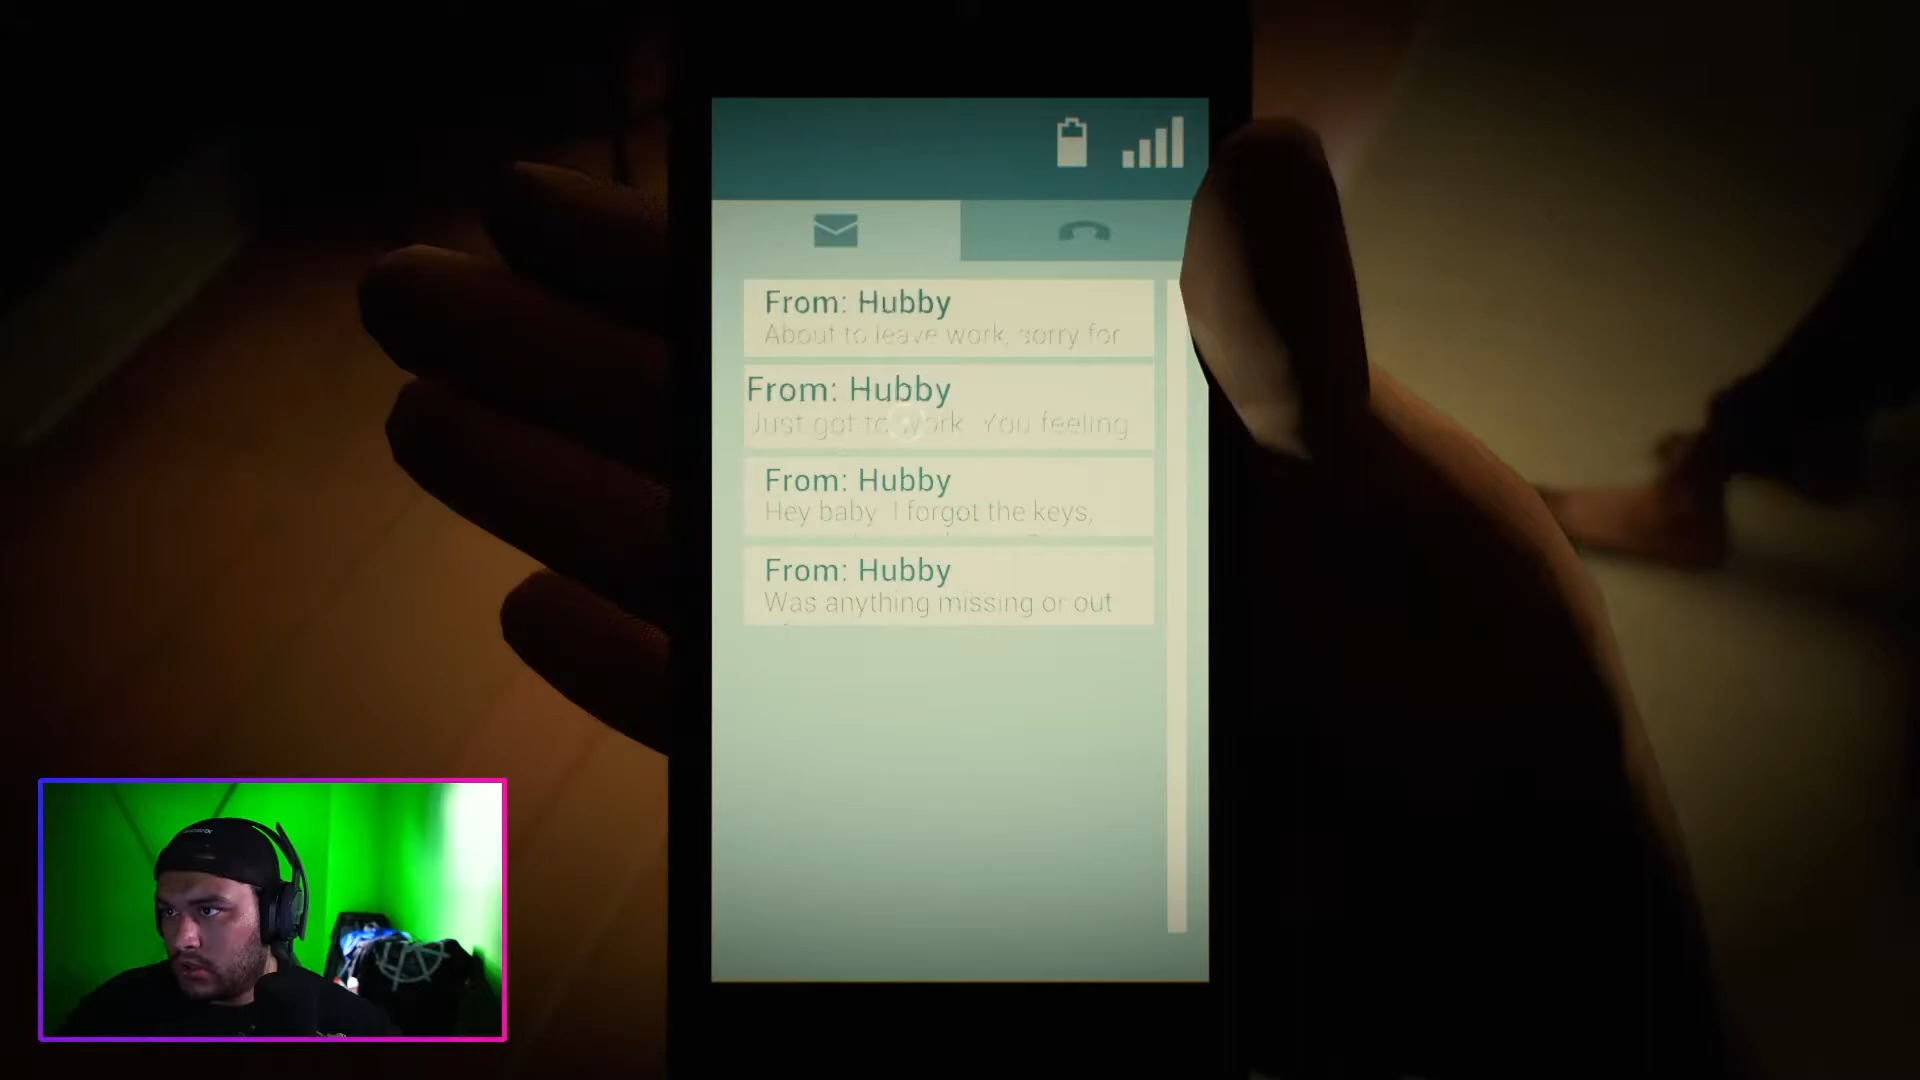 From: Hubby
About to leave work, sorry for
From: Hubby
Just got to work. You feeling
From: Hubby
Hey baby I forgot the keys,
From: Hubby
Was anything missing or out